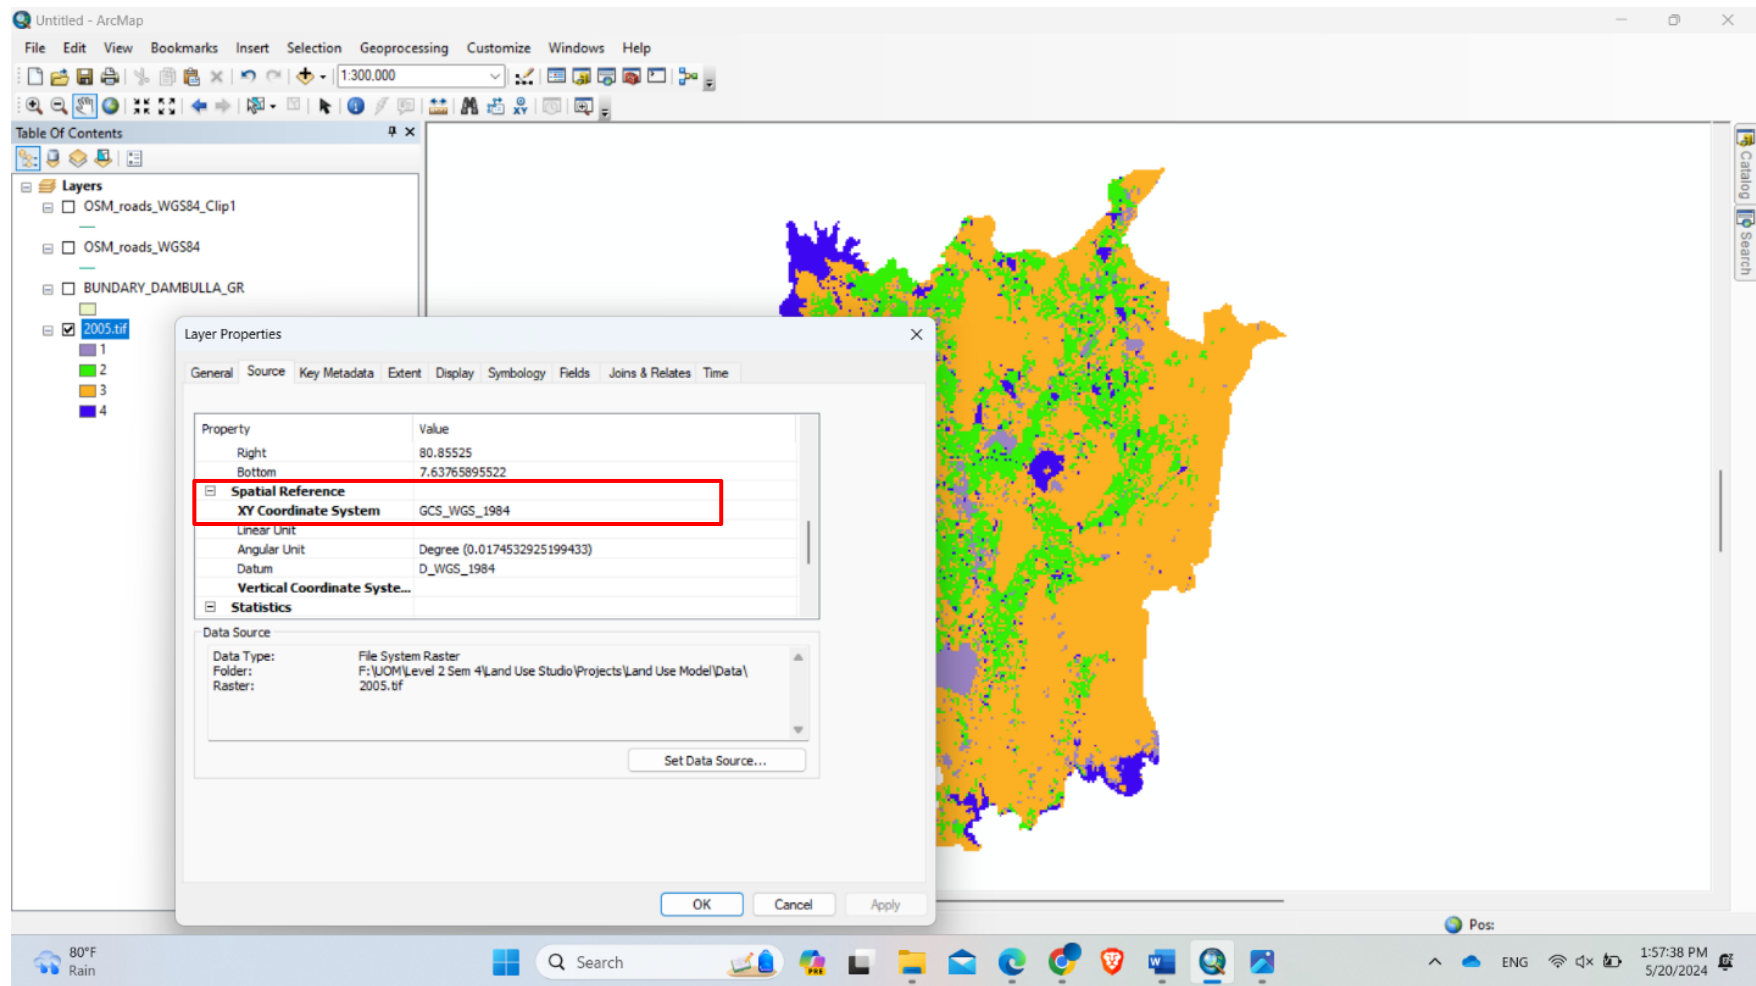 Untitled - ArcMap
File Edit View Bookmarks Insert Selection Geoprocessing Customize Windows Help
1:300,000
Table Of Contents
Layers
OSM_roads_WGS84_Clip1
OSM_roads_WGS84
BUNDARY_DAMBULLA_GR
2005.tif
1
2
3
4
Layer Properties
General Source Key Metadata Extent Display Symbology Fields Joins & Relates Time
Property Value
Right 80.85525
Bottom 7.63765895522
Spatial Reference
XY Coordinate System GCS_WGS_1984
Linear Unit
Angular Unit Degree (0.0174532925199433)
Datum D_WGS_1984
Vertical Coordinate Syste...
Statistics
Data Source
Data Type: File System Raster
Folder: F:\UOM\Level 2 Sem 4\Land Use Studio\Projects\Land Use Model\Data\
Raster: 2005.tif
Set Data Source...
OK Cancel Apply
Catalog
Search
Pos:
80°F
Rain
Search
PRE
W
ENG
1:57:38 PM
5/20/2024